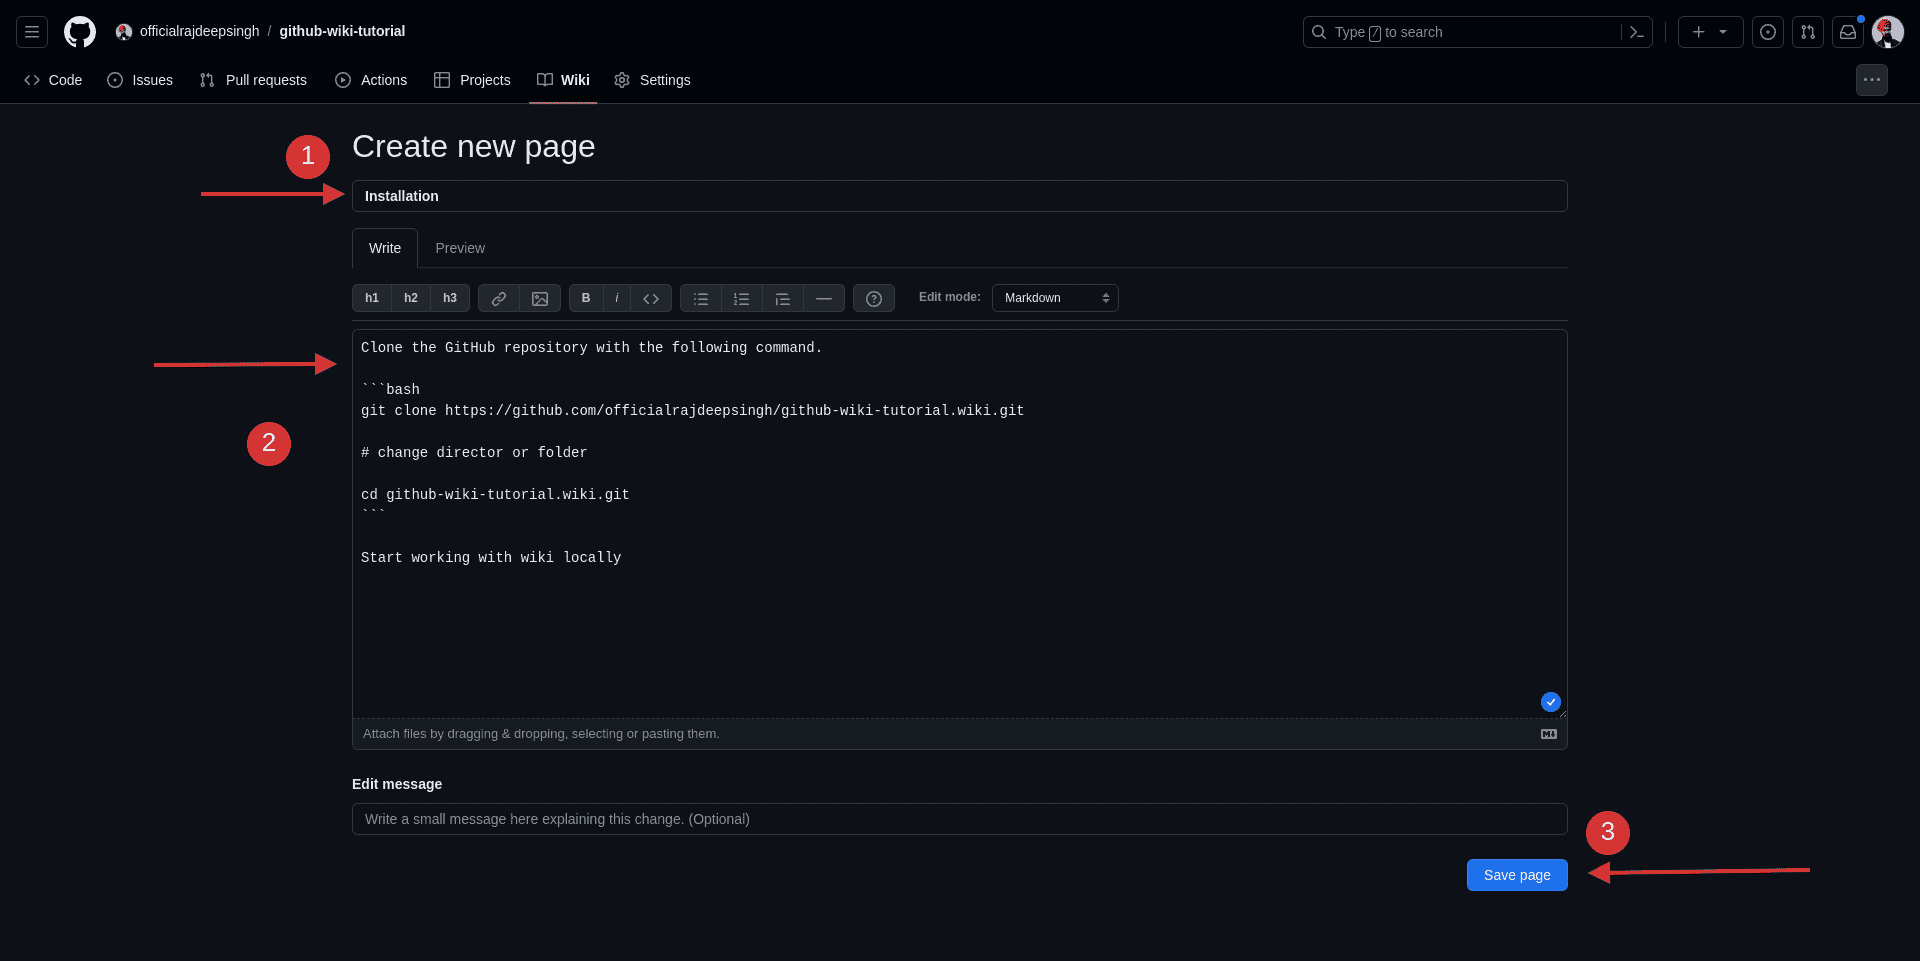 officialrajdeepsingh / github-wiki-tutorial
Type / to search
Code Issues Pull requests Actions Projects Wiki Settings
1
Create new page
Installation
Write Preview
h1 h2 h3 B i Edit mode: Markdown
Clone the GitHub repository with the following command.
```bash
git clone https://github.com/officialrajdeepsingh/github-wiki-tutorial.wiki.git
2
# change director or folder
cd github-wiki-tutorial.wiki.git
```
Start working with wiki locally
Attach files by dragging & dropping, selecting or pasting them.
Edit message
Write a small message here explaining this change. (Optional)
3
Save page